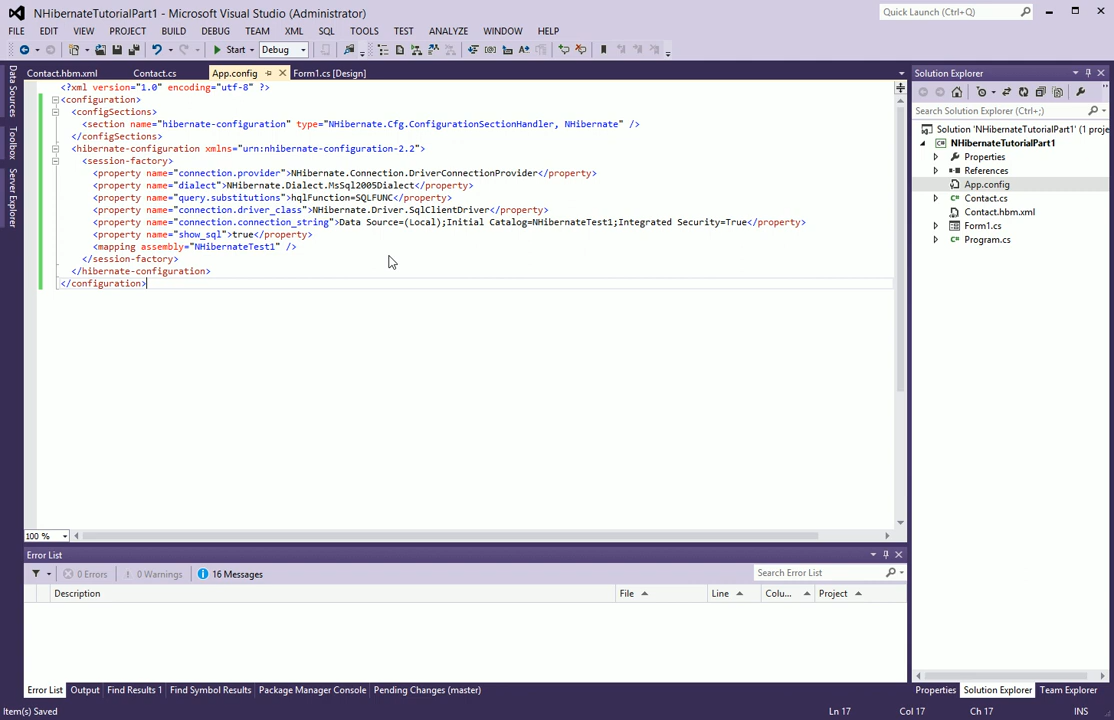 NHibernateTutorialPart1 - Microsoft Visual Studio (Administrator)
Quick Launch (Ctrl+Q)
FILE EDIT VIEW PROJECT BUILD DEBUG TEAM XML SQL TOOLS TEST ANALYZE WINDOW HELP
Start Debug
Data Sources
Toolbox
Server Explorer
Contact.hbm.xml Contact.cs App.config Form1.cs [Design]
<?xml version="1.0" encoding="utf-8" ?>
<configuration>
<configSections>
<section name="hibernate-configuration" type="NHibernate.Cfg.ConfigurationSectionHandler, NHibernate" />
</configSections>
<hibernate-configuration xmlns="urn:nhibernate-configuration-2.2">
<session-factory>
<property name="connection.provider">NHibernate.Connection.DriverConnectionProvider</property>
<property name="dialect">NHibernate.Dialect.MsSql2005Dialect</property>
<property name="query.substitutions">hqlFunction=SQLFUNC</property>
<property name="connection.driver_class">NHibernate.Driver.SqlClientDriver</property>
<property name="connection.connection_string">Data Source=(Local);Initial Catalog=NHibernateTest1;Integrated Security=True</property>
<property name="show_sql">true</property>
<mapping assembly="NHibernateTest1" />
</session-factory>
</hibernate-configuration>
</configuration>
100 %
Solution Explorer
Search Solution Explorer (Ctrl+;)
Solution 'NHibernateTutorialPart1' (1 proje
NHibernateTutorialPart1
Properties
References
App.config
Contact.cs
Contact.hbm.xml
Form1.cs
Program.cs
Error List
0 Errors 0 Warnings 16 Messages
Search Error List
Description File Line Colu... Project
Error List Output Find Results 1 Find Symbol Results Package Manager Console Pending Changes (master)
Properties Solution Explorer Team Explorer
Item(s) Saved Ln 17 Col 17 Ch 17 INS